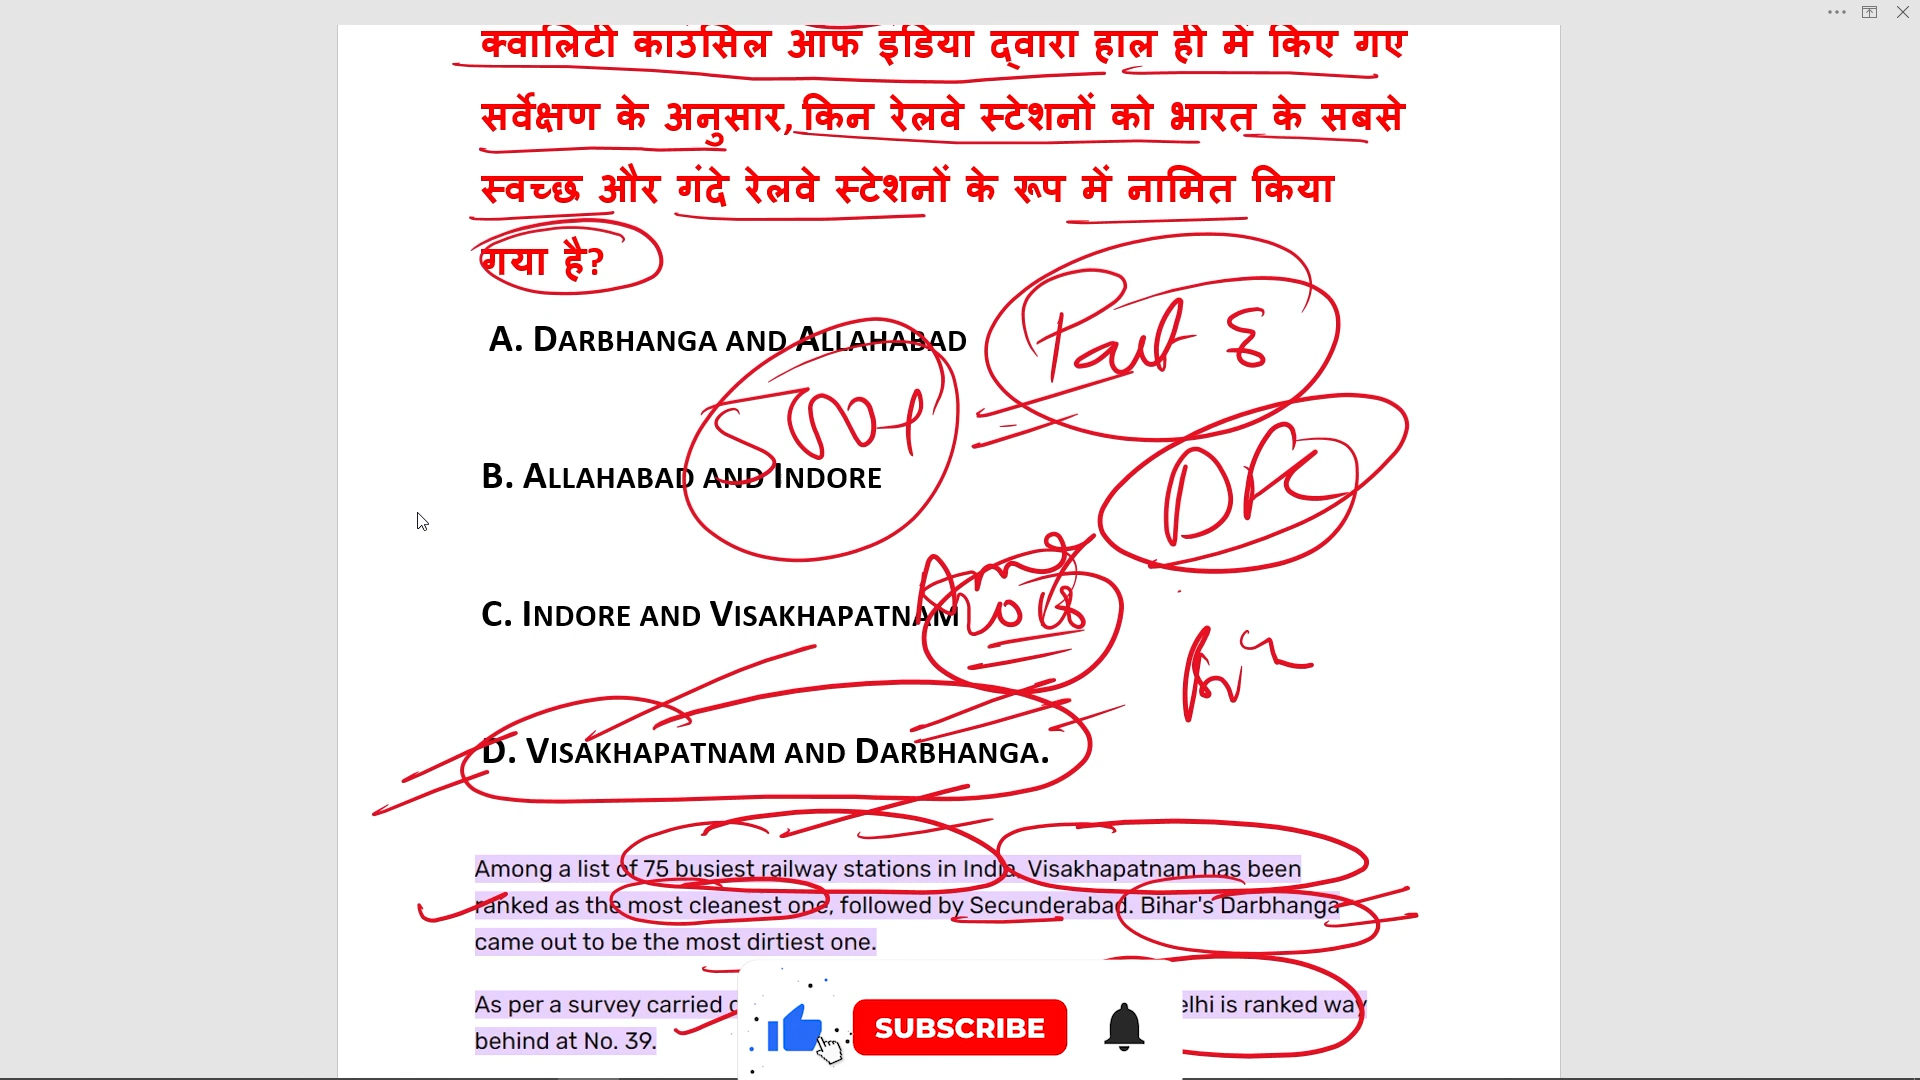 क्वालिटी काउंसिल ऑफ इंडिया द्वारा हाल ही में किए गए
सर्वेक्षण के अनुसार, किन रेलवे स्टेशनों को भारत के सबसे
स्वच्छ और गंदे रेलवे स्टेशनों के रूप में नामित किया
गया है?
A. DARBHANGA AND ALLAHABAD
Part 8
B. ALLAHABAD AND INDORE
C. INDORE AND VISAKHAPATNAM
D. VISAKHAPATNAM AND DARBHANGA.
Among a list of 75 busiest railway stations in India, Visakhapatnam has been
ranked as the most cleanest one, followed by Secunderabad. Bihar's Darbhanga
came out to be the most dirtiest one.
As per a survey carried elhi is ranked way
behind at No. 39.
SUBSCRIBE